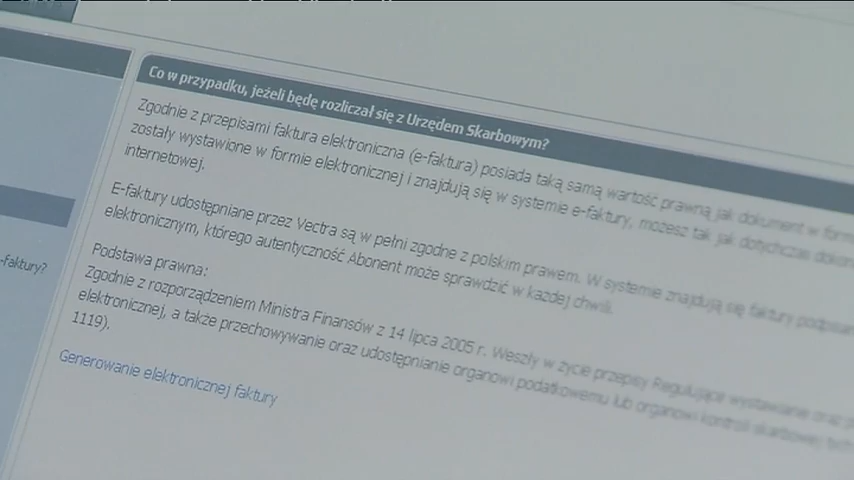 Co w przypadku, jeżeli będę rozliczał się z Urzędem Skarbowym?
Zgodnie z przepisami faktura elektroniczna (e-faktura) posiada taką samą wartość prawną jak dokument w formie
zostały wystawione w formie elektronicznej i znajdują się w systemie e-faktury, możesz tak jak dotychczas
internetowej.
E-faktury udostępniane przez Vectra są w pełni zgodne z polskim prawem. W systemie znajdują się faktury
elektronicznym, którego autentyczność Abonent może sprawdzić w każdej chwili.
-faktury?
Podstawa prawna:
Zgodnie z rozporządzeniem Ministra Finansów z 14 lipca 2005 r. Weszły w życie przepisy Regulujące wystawianie oraz
elektronicznej, a także przechowywanie oraz udostępnianie organowi podatkowemu lub organowi kontroli skarbowej tych
1119).
Generowanie elektronicznej faktury